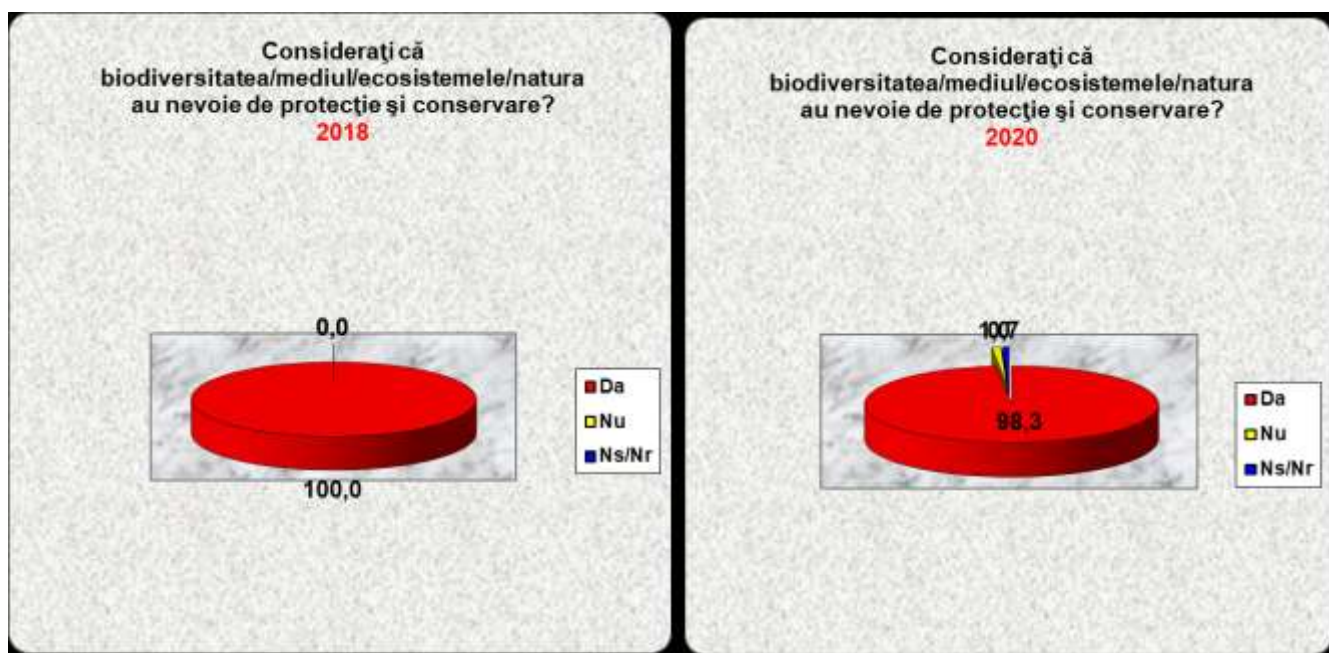 Consideraţi că
biodiversitatea/mediul/ecosistemele/natura
au nevoie de protecţie şi conservare?
2018
0,0
100,0
Da
Nu
Ns/Nr
Consideraţi că
biodiversitatea/mediul/ecosistemele/natura
au nevoie de protecţie şi conservare?
2020
98,3
Da
Nu
Ns/Nr